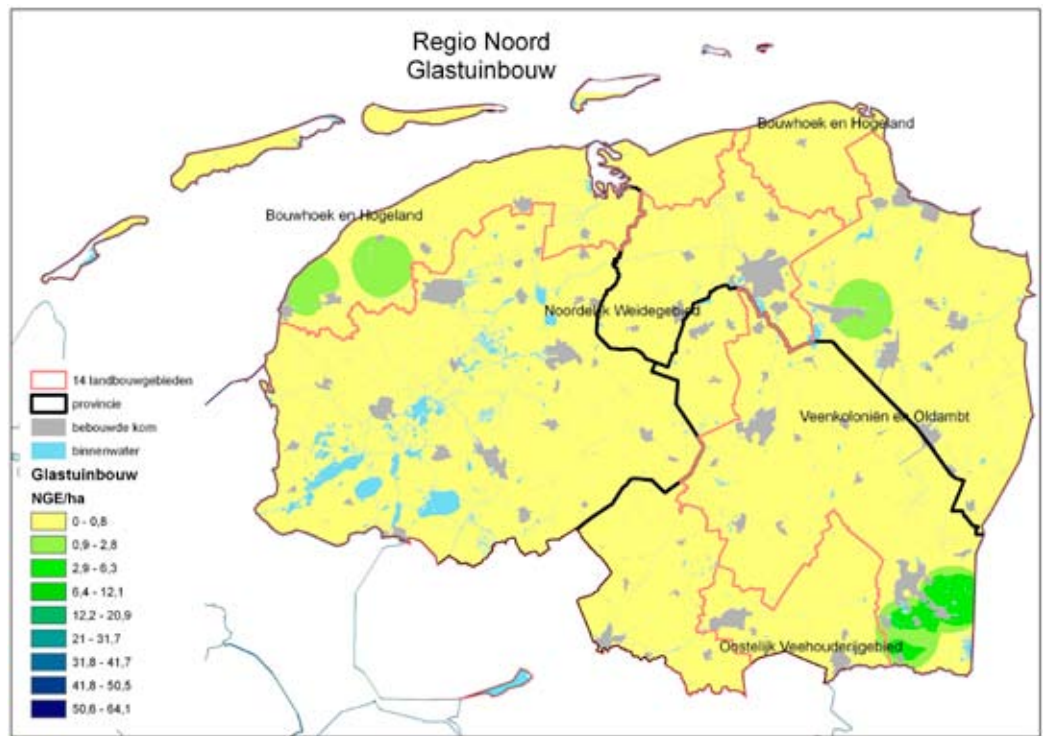 Regio Noord
Glastuinbouw
Bouwhoek en Hogeland
Bouwhoek en Hogeland
Noordelijk Weidegebied
Veenkoloniën en Oldambt
Oostelijk Veehouderijgebied
14 landbouwgebieden
provincie
bebouwde kom
binnenwater
Glastuinbouw
NGE/ha
0 - 0,8
0,9 - 2,8
2,9 - 6,3
6,4 - 12,1
12,2 - 20,9
21 - 31,7
31,8 - 41,7
41,8 - 50,5
50,6 - 64,1